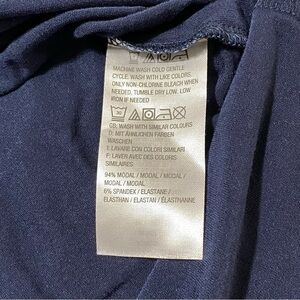 MACHINE WASH COLD GENTLE
CYCLE. WASH WITH LIKE COLORS.
ONLY NON-CHLORINE BLEACH WHEN
NEEDED. TUMBLE DRY LOW. LOW
IRON IF NEEDED
GB: WASH WITH SIMILAR COLOURS
D: MIT ÄHNLICHEN FARBEN
WASCHEN
I: LAVARE CON COLORI SIMILARI
F: LAVER AVEC DES COLORIS
SIMILAIRES
94% MODAL / MODAL / MODAL /
MODAL / MODAL
6% SPANDEX / ELASTANE /
ELASTHAN / ELASTAN / ÉLASTHANNE